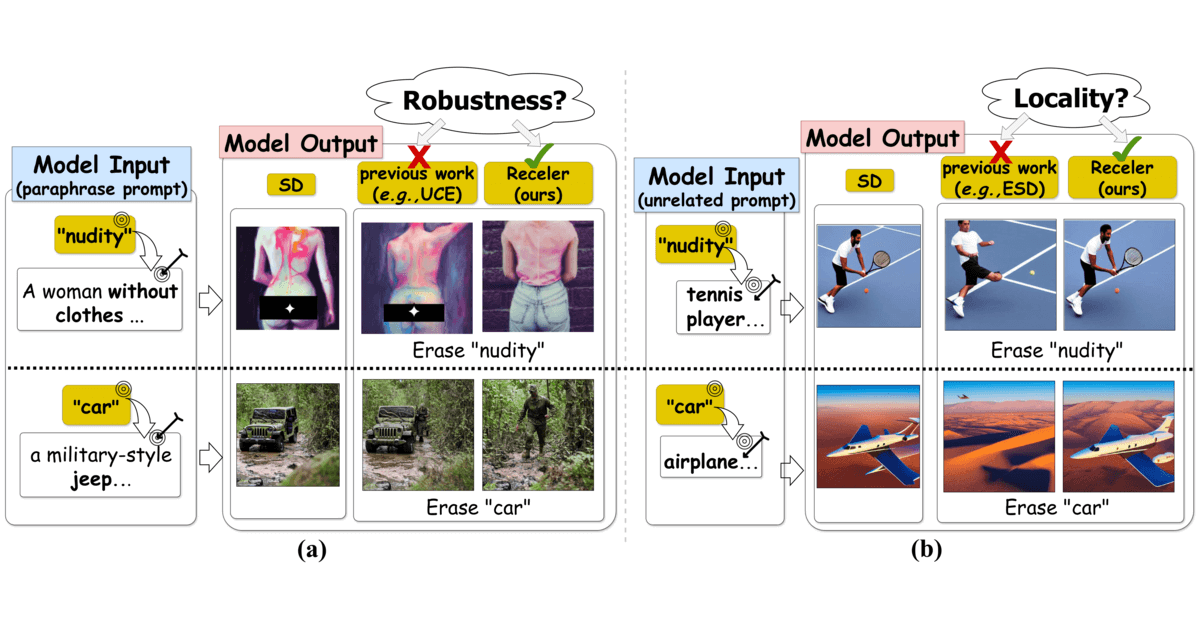 Robustness?
Model Output
Model Input
(paraphrase prompt)
SD
previous work
(e.g.,UCE)
Receler
(ours)
"nudity"
A woman without
clothes ...
Erase "nudity"
"car"
a military-style
jeep...
Erase "car"
(a)
Locality?
Model Output
Model Input
(unrelated prompt)
SD
previous work
(e.g.,ESD)
Receler
(ours)
"nudity"
tennis
player...
Erase "nudity"
"car"
airplane...
Erase "car"
(b)